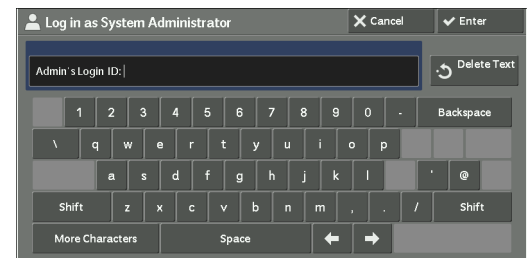 Log in as System Administrator Cancel Enter
Admin's Login ID: Delete Text
1 2 3 4 5 6 7 8 9 0 - Backspace
\ q w e r t y u i o p
a s d f g h j k l ' @
Shift z x c v b n m , . / Shift
More Characters Space